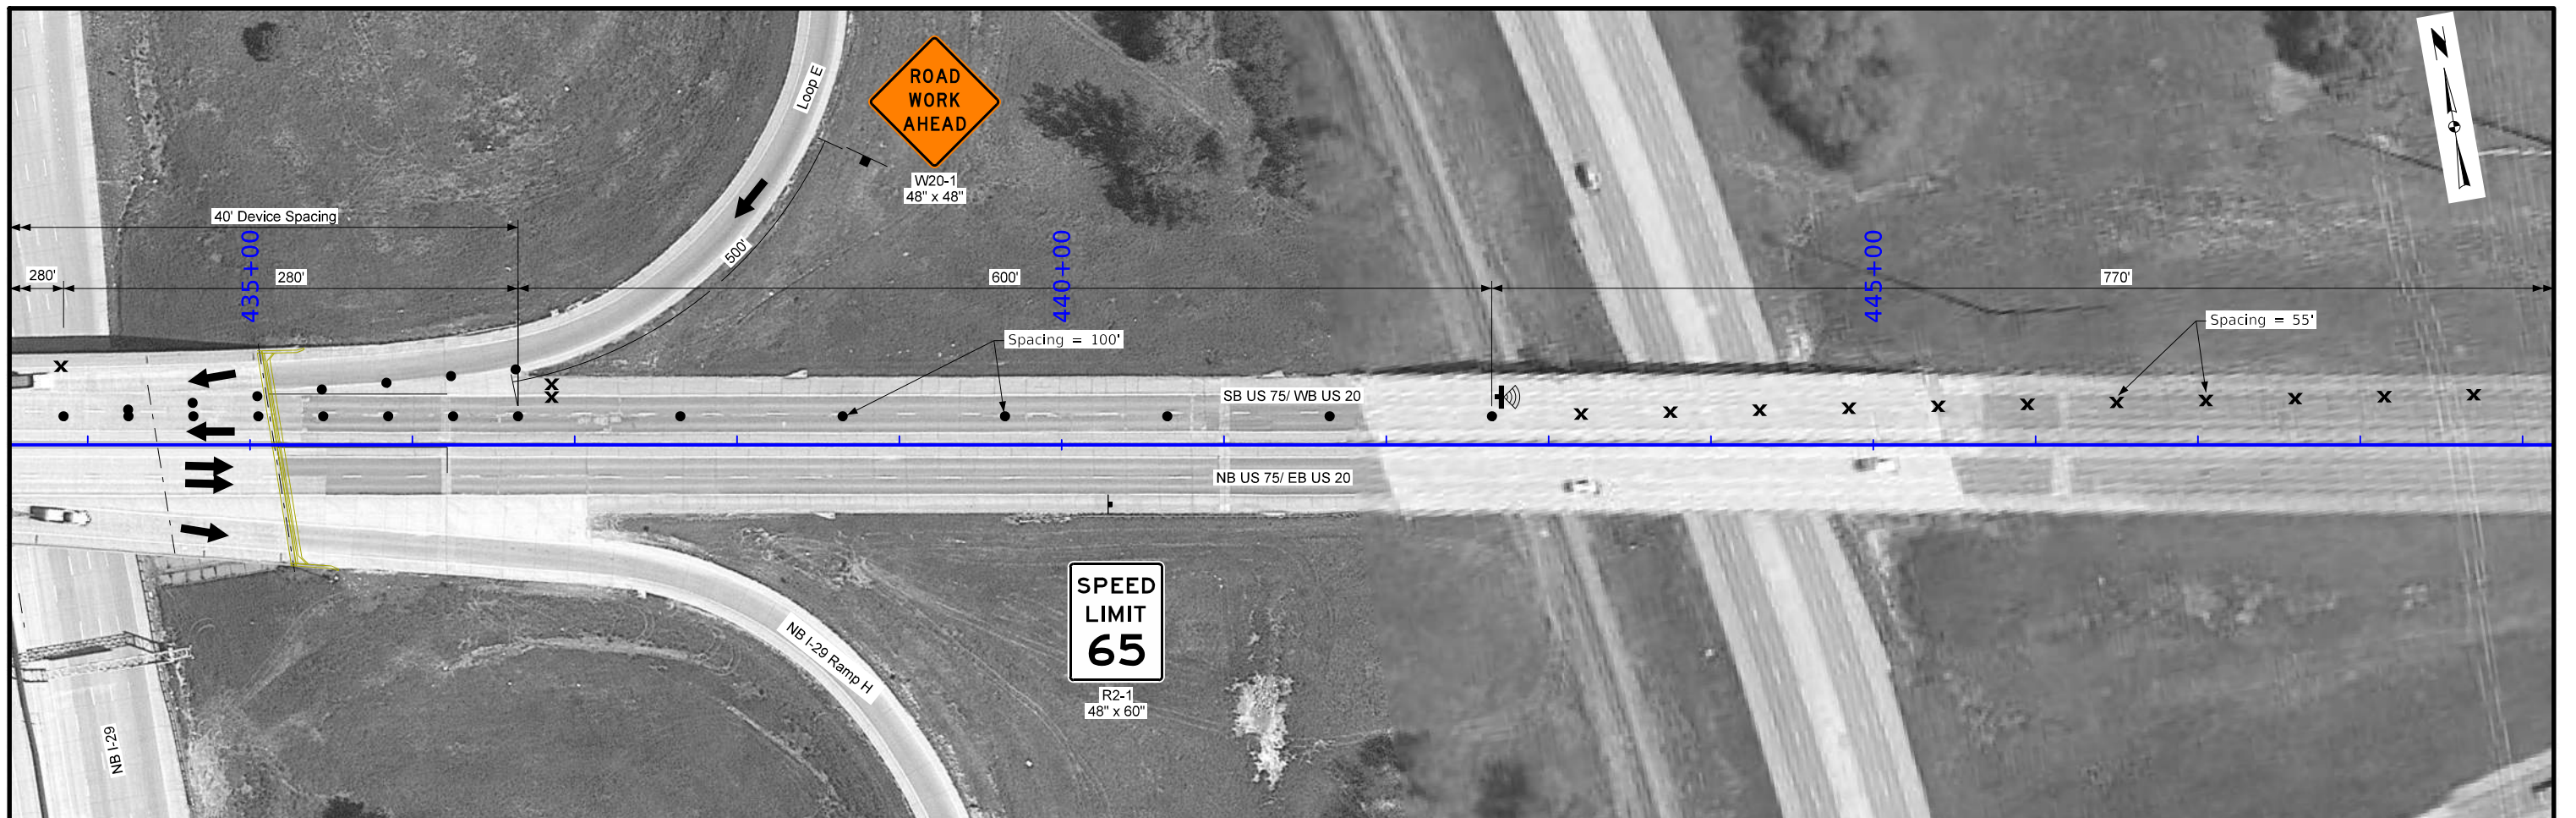 ROAD
WORK
AHEAD
W20-1
48" x 48"
Loop E
40' Device Spacing
500'
280'
280'
600'
770'
435+00
440+00
445+00
Spacing = 100'
Spacing = 55'
SB US 75/ WB US 20
NB US 75/ EB US 20
SPEED
LIMIT
65
R2-1
48" x 60"
NB I-29 Ramp H
NB I-29
N